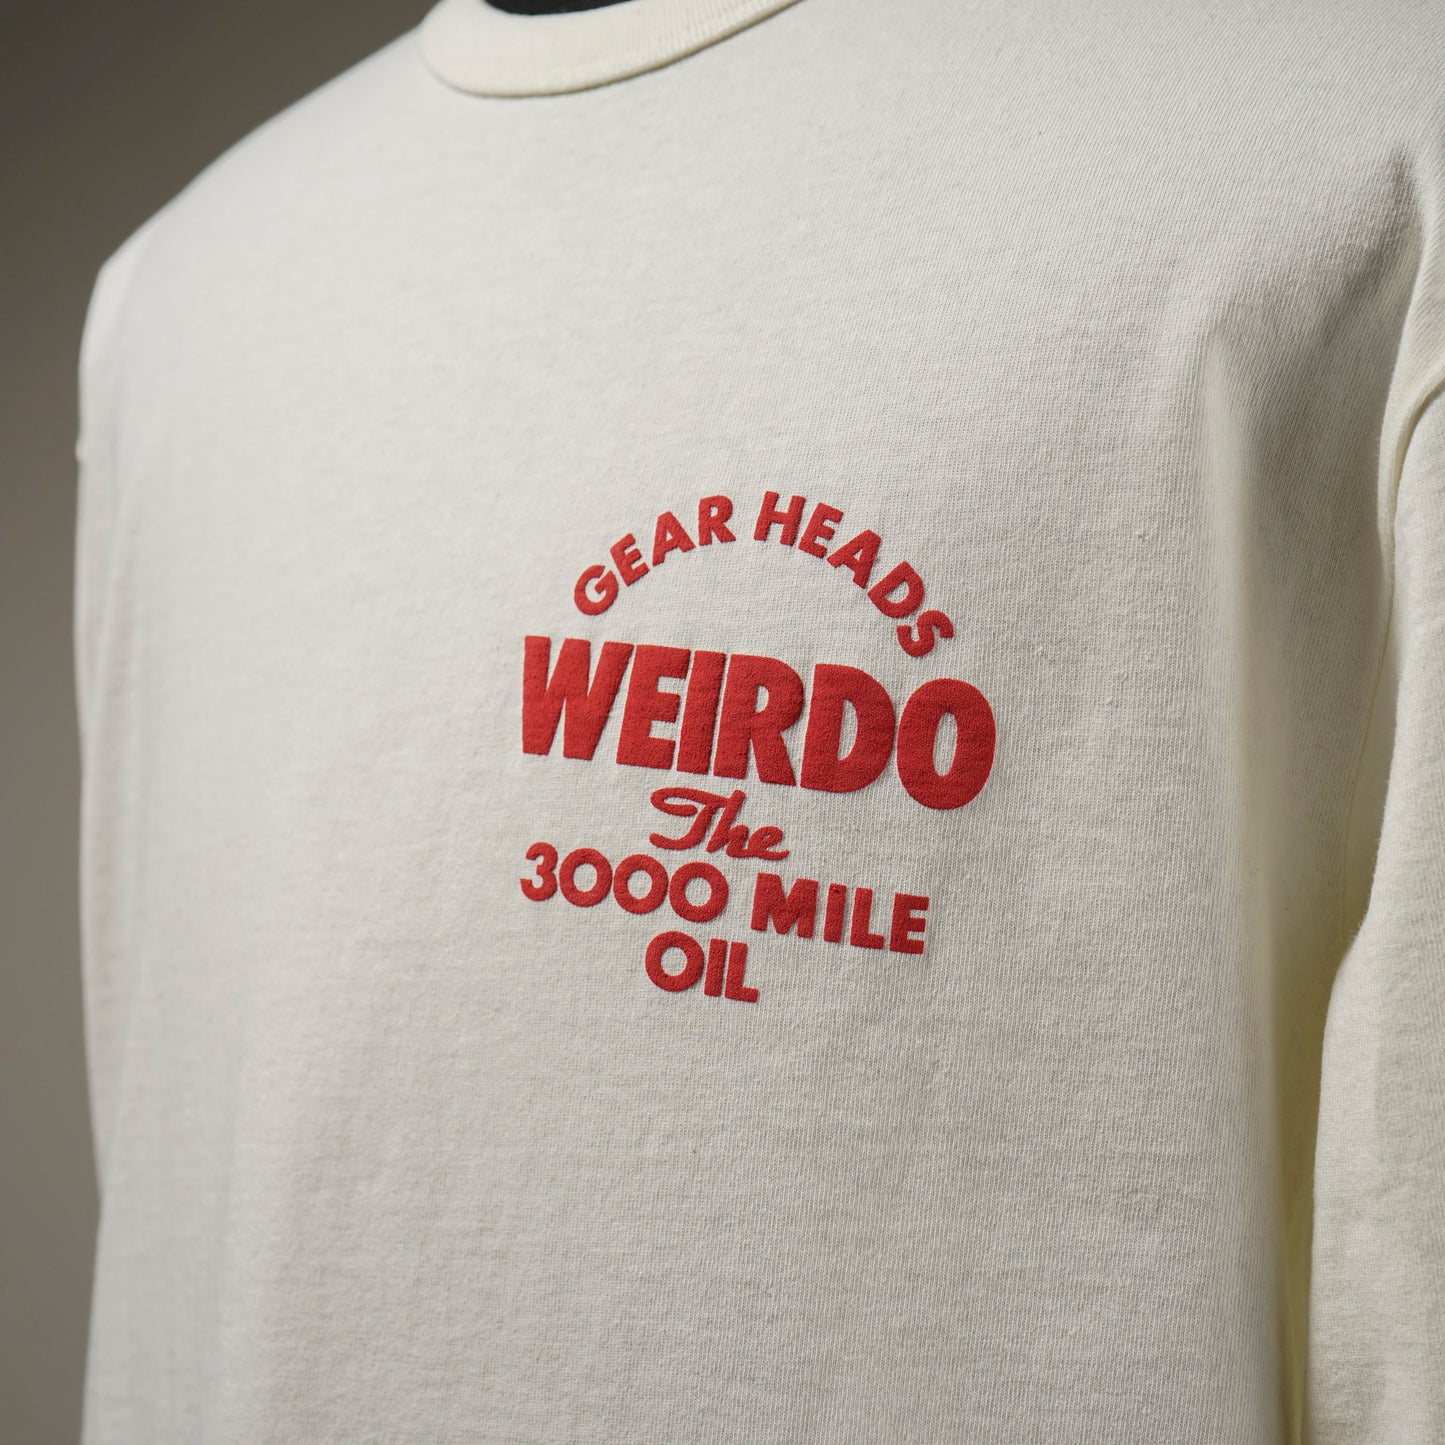 GEAR HEADS
WEIRDO
The
3000 MILE
OIL